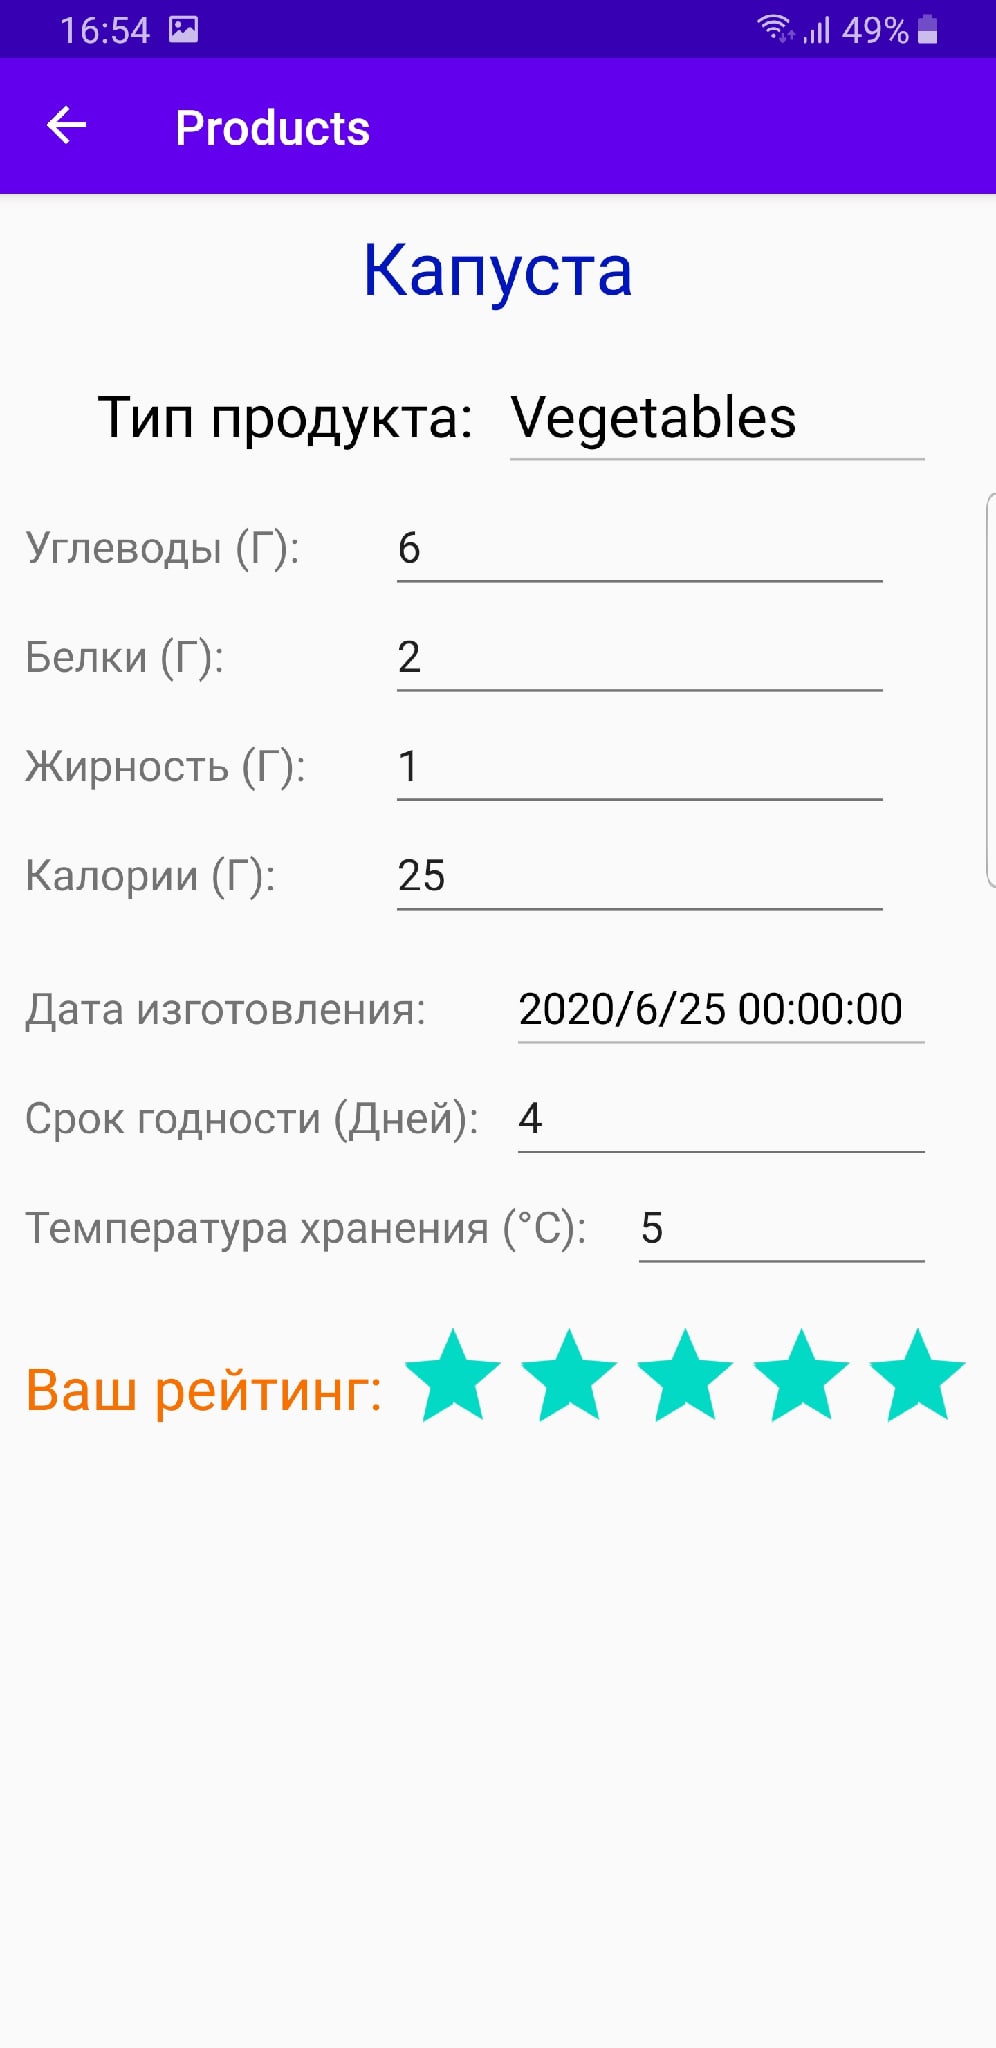 16:54 49%
Products
Капуста
Тип продукта: Vegetables
Углеводы (Г): 6
Белки (Г): 2
Жирность (Г): 1
Калории (Г): 25
Дата изготовления: 2020/6/25 00:00:00
Срок годности (Дней): 4
Температура хранения (°C): 5
Ваш рейтинг: